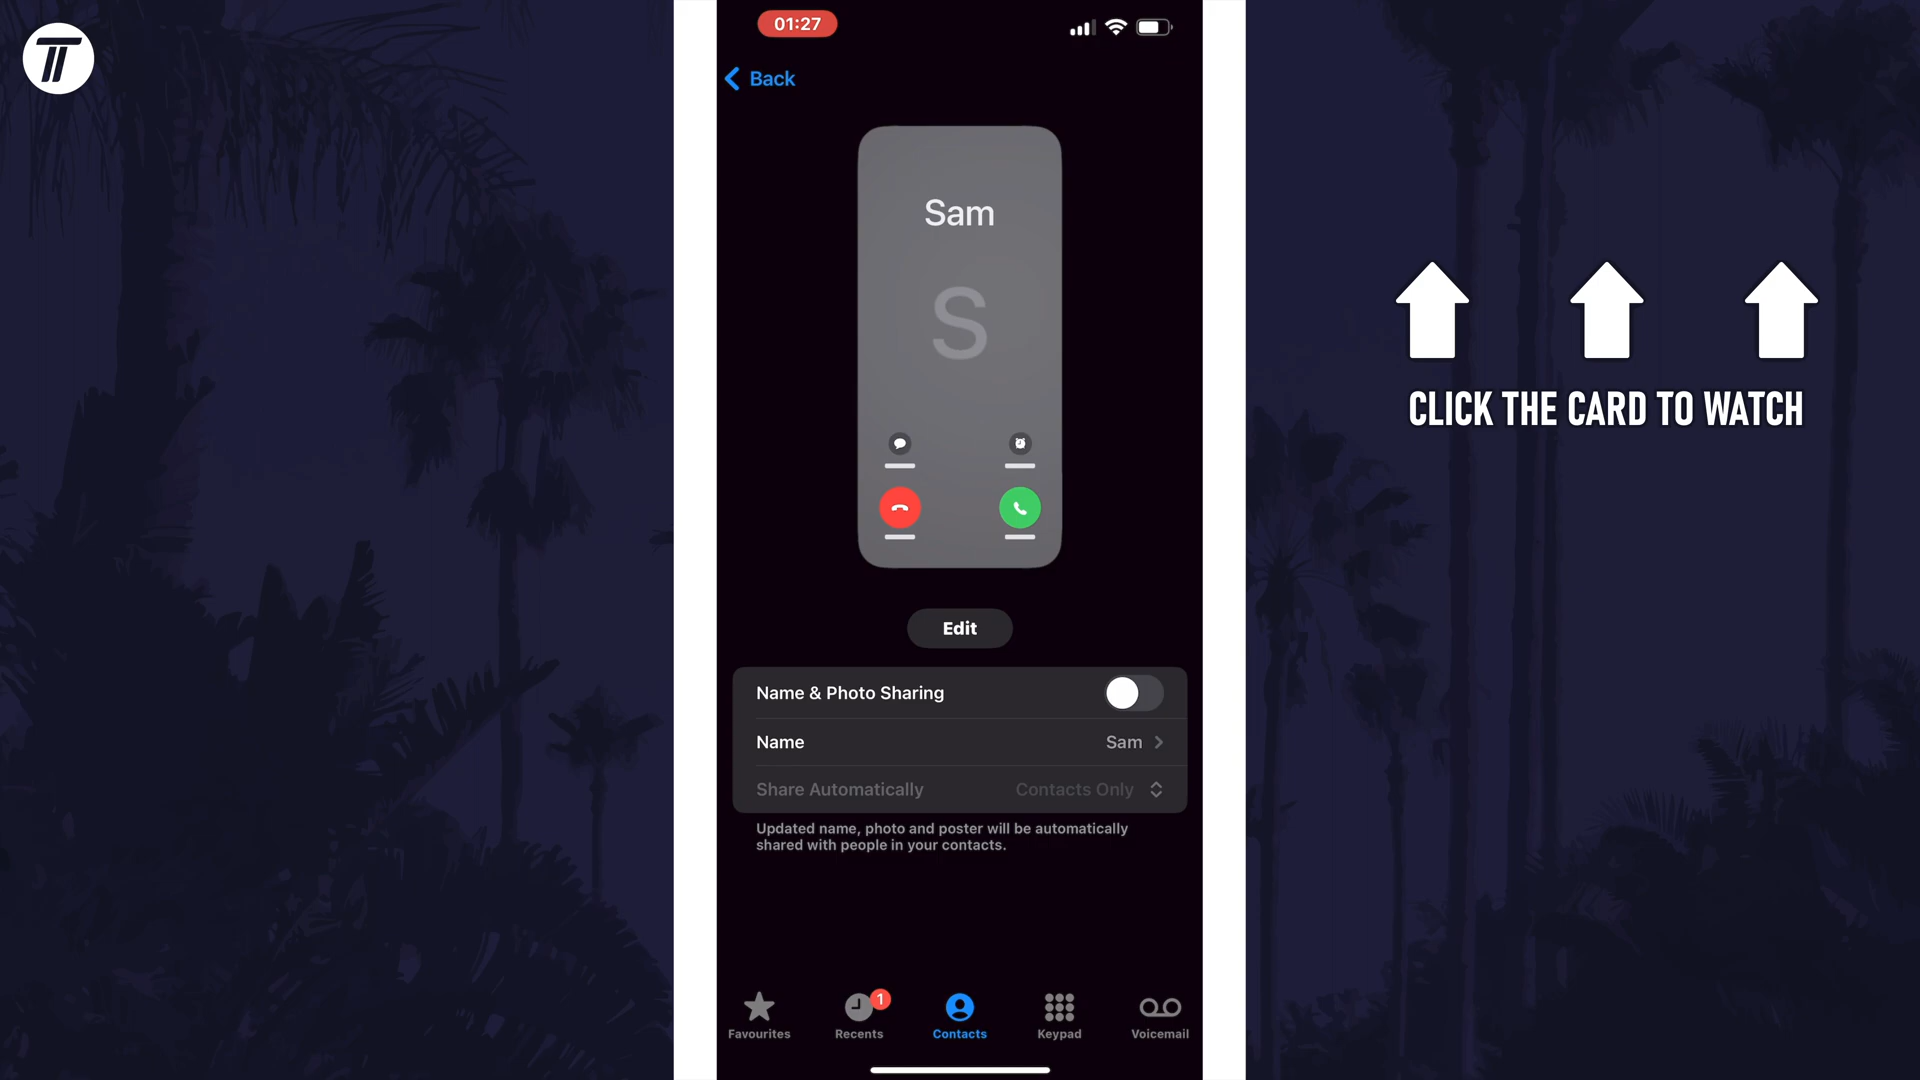 01:27
Back
Sam
S
Edit
Name & Photo Sharing
Name Sam
Share Automatically Contacts Only
Updated name, photo and poster will be automatically
shared with people in your contacts.
1
Favourites Recents Contacts Keypad Voicemail
CLICK THE CARD TO WATCH